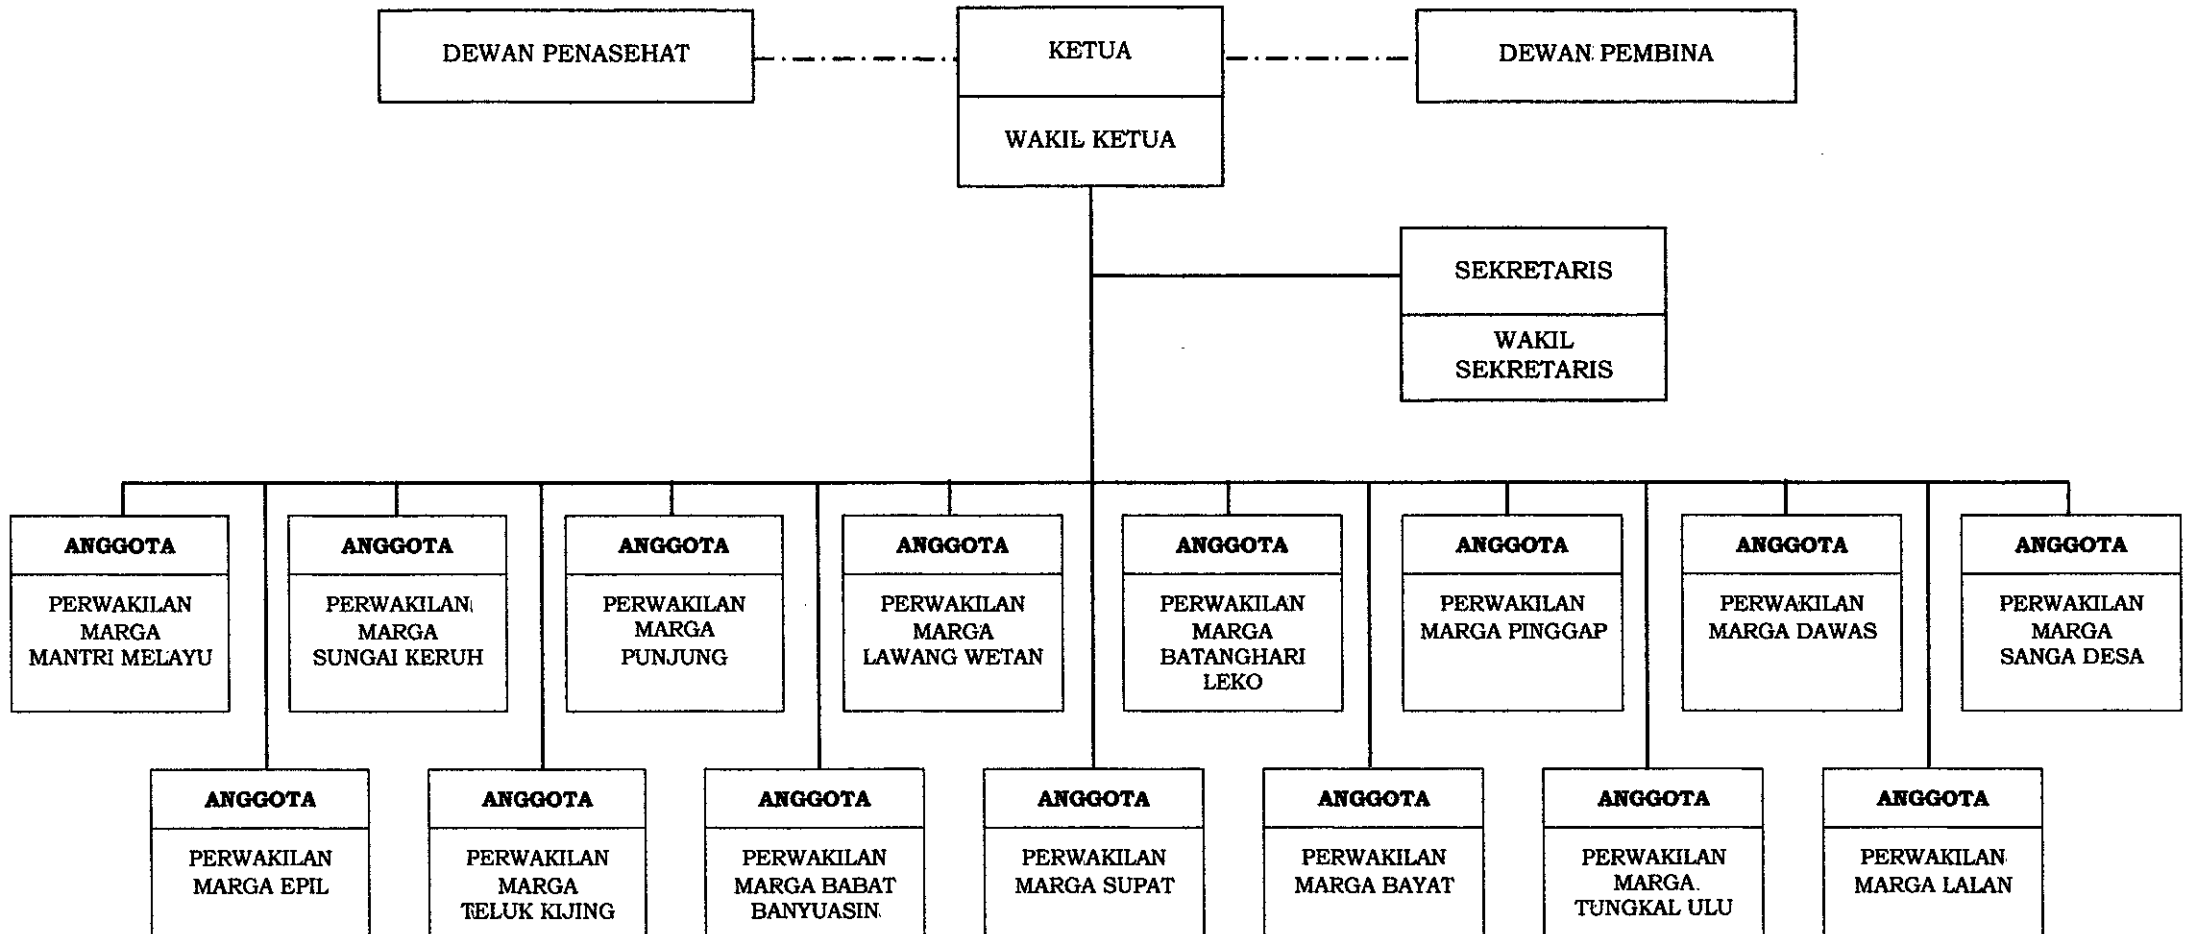 DEWAN PENASEHAT
KETUA
DEWAN PEMBINA
WAKIL KETUA
SEKRETARIS
WAKIL
SEKRETARIS
ANGGOTA
PERWAKILAN
MARGA
MANTRI MELAYU
ANGGOTA
PERWAKILAN
MARGA
SUNGAI KERUH
ANGGOTA
PERWAKILAN
MARGA
PUNJUNG
ANGGOTA
PERWAKILAN
MARGA
LAWANG WETAN
ANGGOTA
PERWAKILAN
MARGA
BATANGHARI
LEKO
ANGGOTA
PERWAKILAN
MARGA PINGGAP
ANGGOTA
PERWAKILAN
MARGA DAWAS
ANGGOTA
PERWAKILAN
MARGA
SANGA DESA
ANGGOTA
PERWAKILAN
MARGA EPIL
ANGGOTA
PERWAKILAN
MARGA
TELUK KIJING
ANGGOTA
PERWAKILAN
MARGA BABAT
BANYUASIN
ANGGOTA
PERWAKILAN
MARGA SUPAT
ANGGOTA
PERWAKILAN
MARGA BAYAT
ANGGOTA
PERWAKILAN
MARGA
TUNGKAL ULU
ANGGOTA
PERWAKILAN
MARGA LALAN